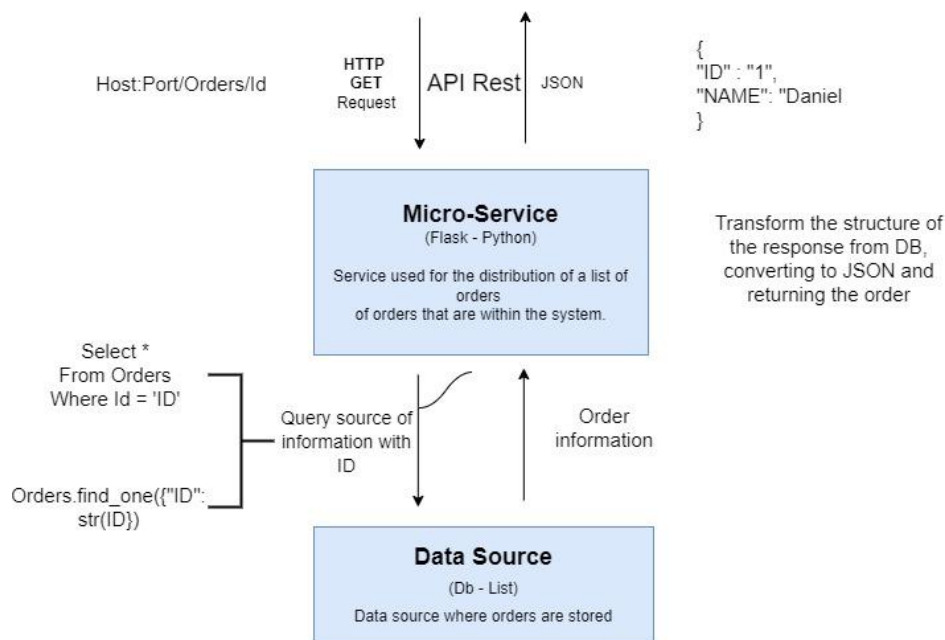 Host:Port/Orders/Id
HTTP
GET
Request
API Rest
JSON
{
"ID" : "1",
"NAME": "Daniel
}
Micro-Service
(Flask - Python)
Service used for the distribution of a list of
orders
of orders that are within the system.
Transform the structure of
the response from DB,
converting to JSON and
returning the order
Select *
From Orders
Where Id = 'ID'
Query source of
information with
ID
Order
information
Orders.find_one({"ID":
str(ID})
Data Source
(Db - List)
Data source where orders are stored